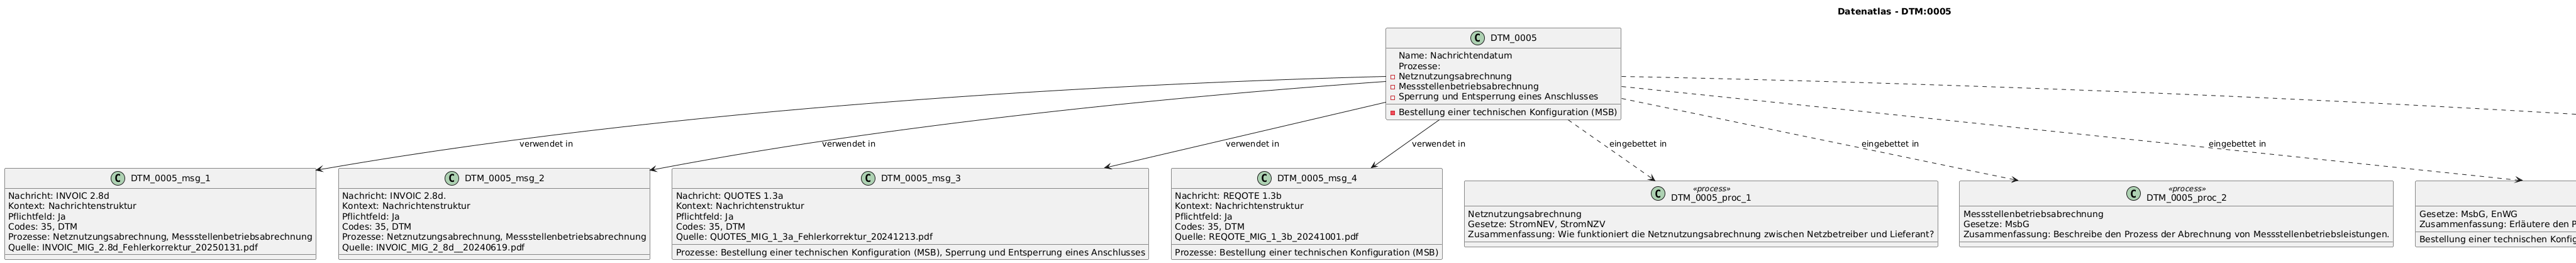 Datenatlas - DTM:0005
C DTM_0005
Name: Nachrichtendatum
Prozesse:
Netznutzungsabrechnung
Messstellenbetriebsabrechnung
Sperrung und Entsperrung eines Anschlusses
Bestellung einer technischen Konfiguration (MSB)
verwendet in
verwendet in
verwendet in
verwendet in
eingebettet in
eingebettet in
eingebettet in
C DTM_0005_msg_1
Nachricht: INVOIC 2.8d
Kontext: Nachrichtenstruktur
Pflichtfeld: Ja
Codes: 35, DTM
Prozesse: Netznutzungsabrechnung, Messstellenbetriebsabrechnung
Quelle: INVOIC_MIG_2.8d_Fehlerkorrektur_20250131.pdf
C DTM_0005_msg_2
Nachricht: INVOIC 2.8d.
Kontext: Nachrichtenstruktur
Pflichtfeld: Ja
Codes: 35, DTM
Prozesse: Netznutzungsabrechnung, Messstellenbetriebsabrechnung
Quelle: INVOIC_MIG_2_8d__20240619.pdf
C DTM_0005_msg_3
Nachricht: QUOTES 1.3a
Kontext: Nachrichtenstruktur
Pflichtfeld: Ja
Codes: 35, DTM
Quelle: QUOTES_MIG_1_3a_Fehlerkorrektur_20241213.pdf
Prozesse: Bestellung einer technischen Konfiguration (MSB), Sperrung und Entsperrung eines Anschlusses
C DTM_0005_msg_4
Nachricht: REQOTE 1.3b
Kontext: Nachrichtenstruktur
Pflichtfeld: Ja
Codes: 35, DTM
Quelle: REQOTE_MIG_1_3b_20241001.pdf
Prozesse: Bestellung einer technischen Konfiguration (MSB)
«process»
C DTM_0005_proc_1
Netznutzungsabrechnung
Gesetze: StromNEV, StromNZV
Zusammenfassung: Wie funktioniert die Netznutzungsabrechnung zwischen Netzbetreiber und Lieferant?
«process»
C DTM_0005_proc_2
Messstellenbetriebsabrechnung
Gesetze: MsbG
Zusammenfassung: Beschreibe den Prozess der Abrechnung von Messstellenbetriebsleistungen.
Gesetze: MsbG, EnWG
Zusammenfassung: Erläutere den
Bestellung einer technischen